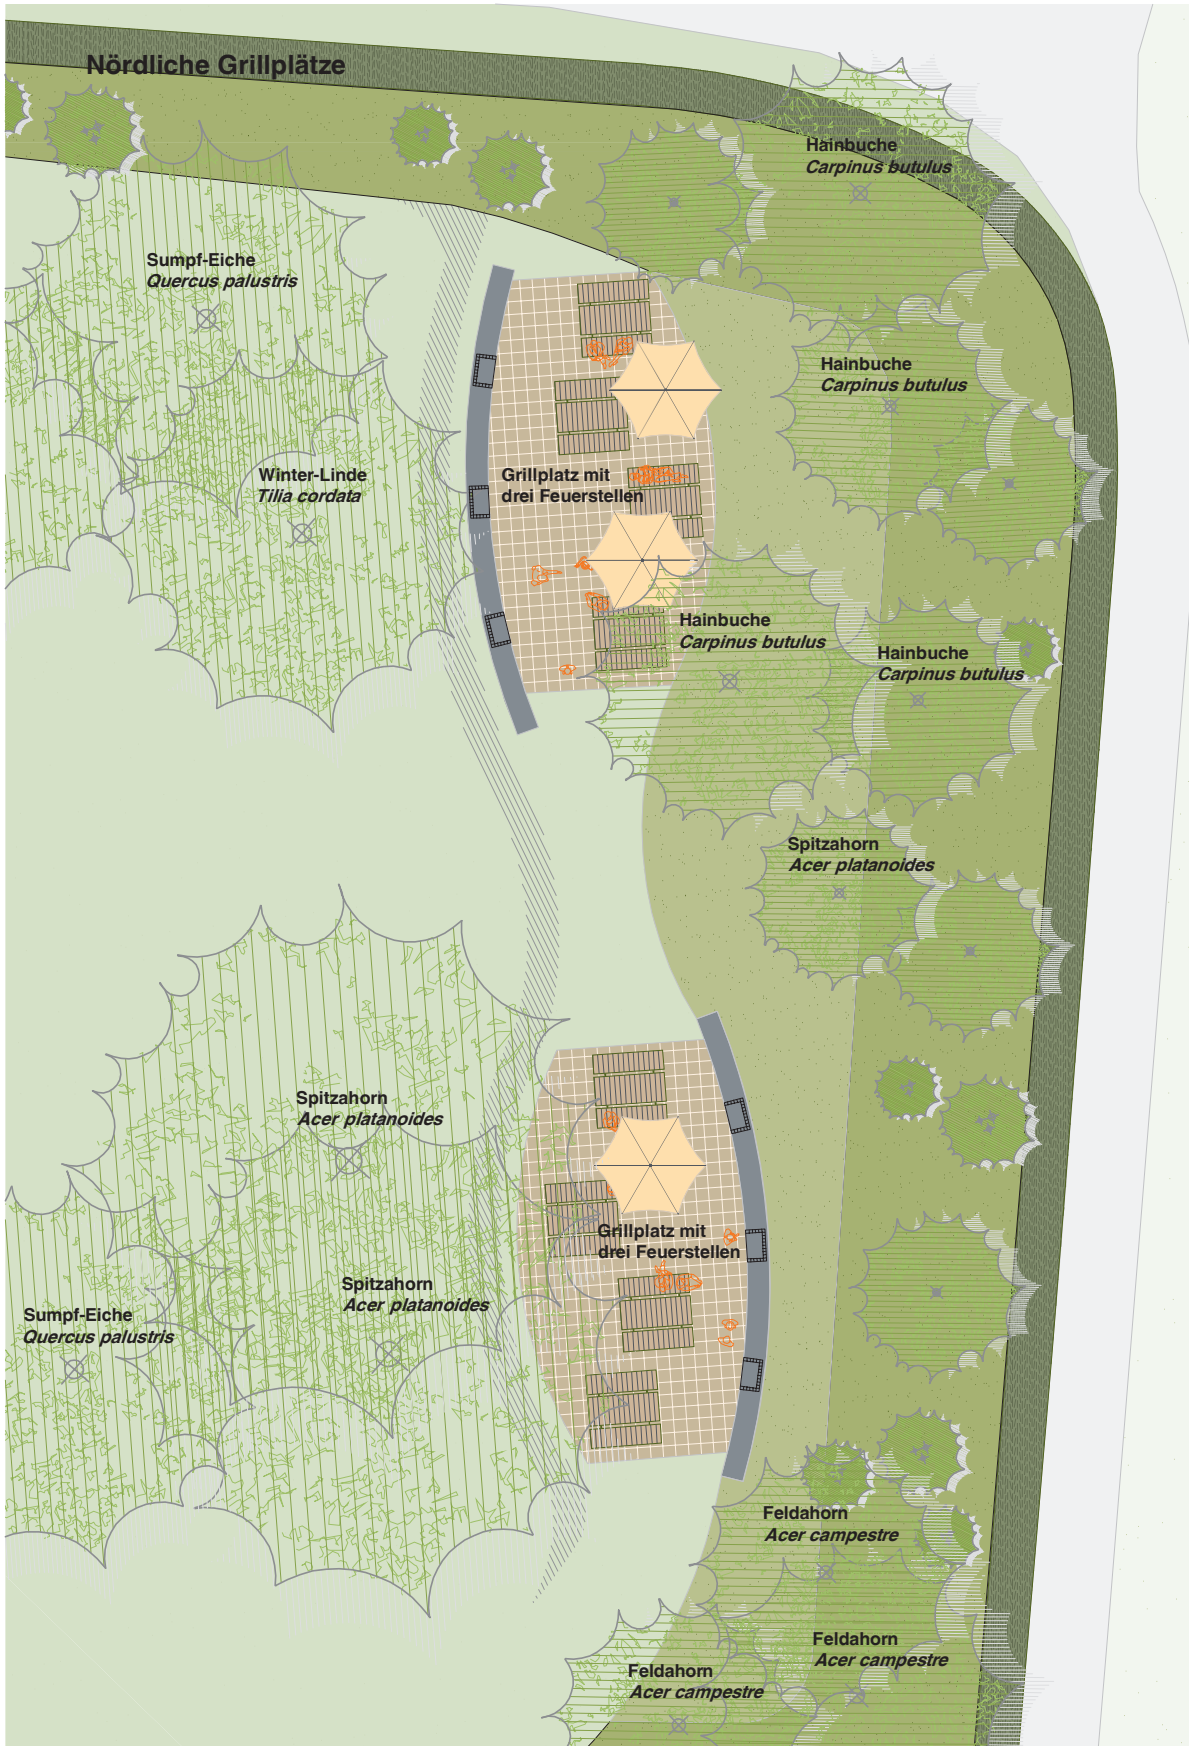 Nördliche Grillplätze
Hainbuche
Carpinus butulus
Sumpf-Eiche
Quercus palustris
Hainbuche
Carpinus butulus
Winter-Linde
Tilia cordata
Grillplatz mit
drei Feuerstellen
Hainbuche
Carpinus butulus
Hainbuche
Carpinus butulus
Spitzahorn
Acer platanoides
Spitzahorn
Acer platanoides
Grillplatz mit
drei Feuerstellen
Spitzahorn
Acer platanoides
Sumpf-Eiche
Quercus palustris
Feldahorn
Acer campestre
Feldahorn
Acer campestre
Feldahorn
Acer campestre